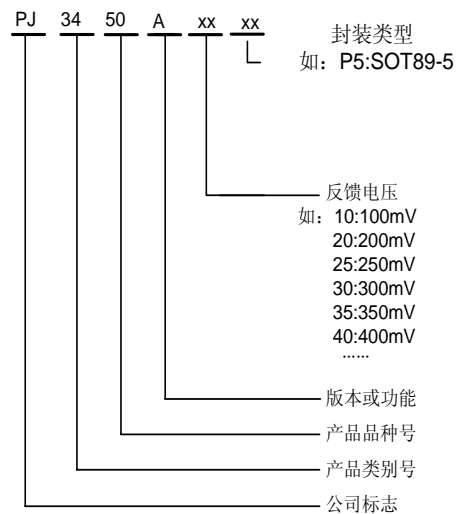 PJ 34 50 A xx xx
封装类型
如：P5:SOT89-5
反馈电压
如：10:100mV
20:200mV
25:250mV
30:300mV
35:350mV
40:400mV
......
版本或功能
产品品种号
产品类别号
公司标志